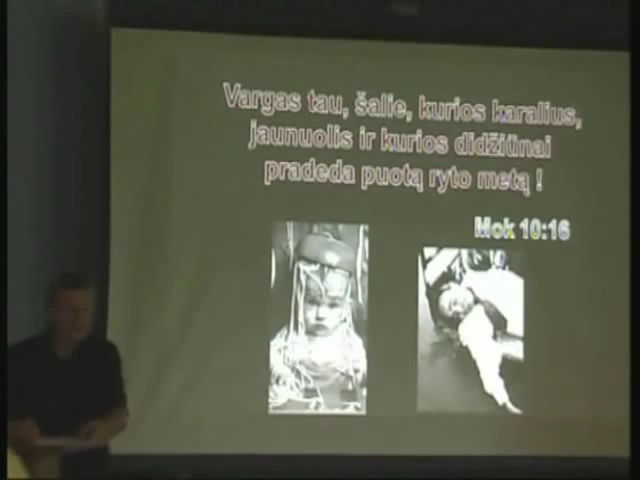 Vargas tau, šalie, kurios karalius,
jaunuolis ir kurios didžiūnai
pradeda puotą ryto metą !
Mok 10:16